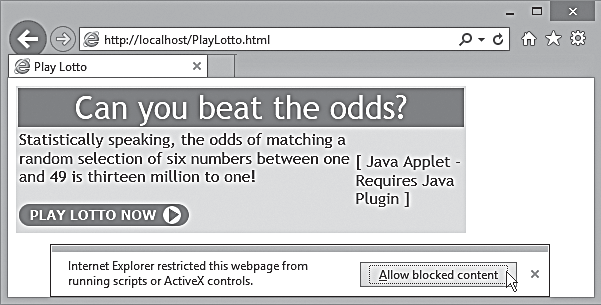 http://localhost/PlayLotto.html
Play Lotto
Can you beat the odds?
Statistically speaking, the odds of matching a
random selection of six numbers between one
and 49 is thirteen million to one!
[ Java Applet -
Requires Java
Plugin ]
PLAY LOTTO NOW
Internet Explorer restricted this webpage from
running scripts or ActiveX controls.
Allow blocked content